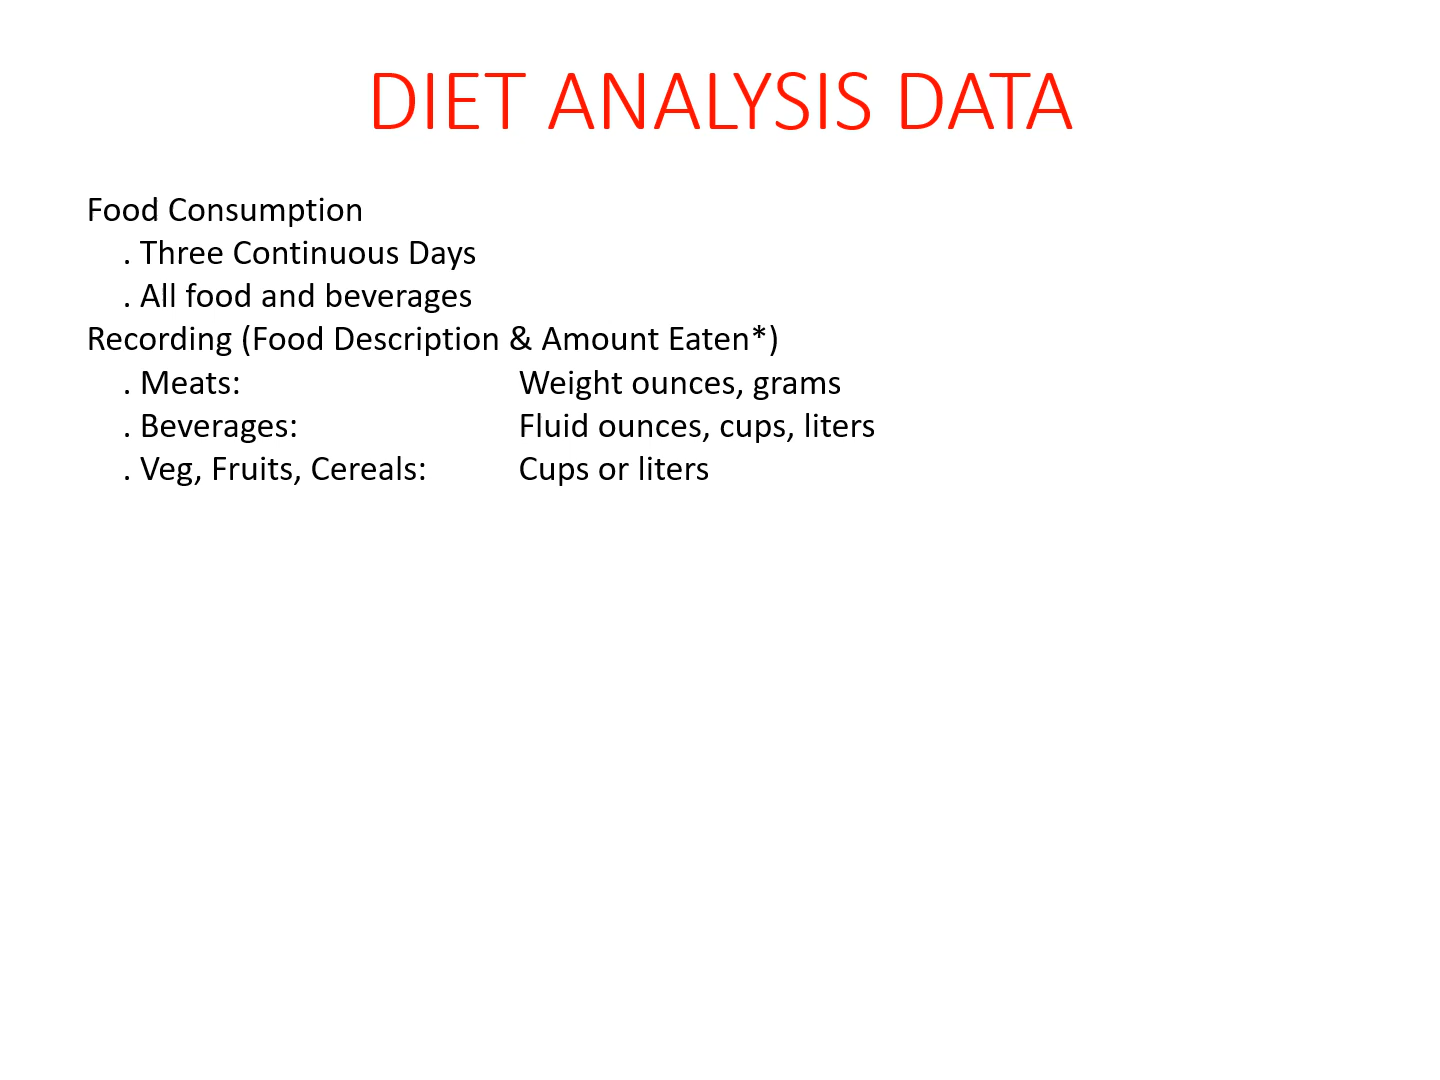 DIET ANALYSIS DATA
Food Consumption
. Three Continuous Days
. All food and beverages
Recording (Food Description & Amount Eaten*)
. Meats: Weight ounces, grams
. Beverages: Fluid ounces, cups, liters
. Veg, Fruits, Cereals: Cups or liters